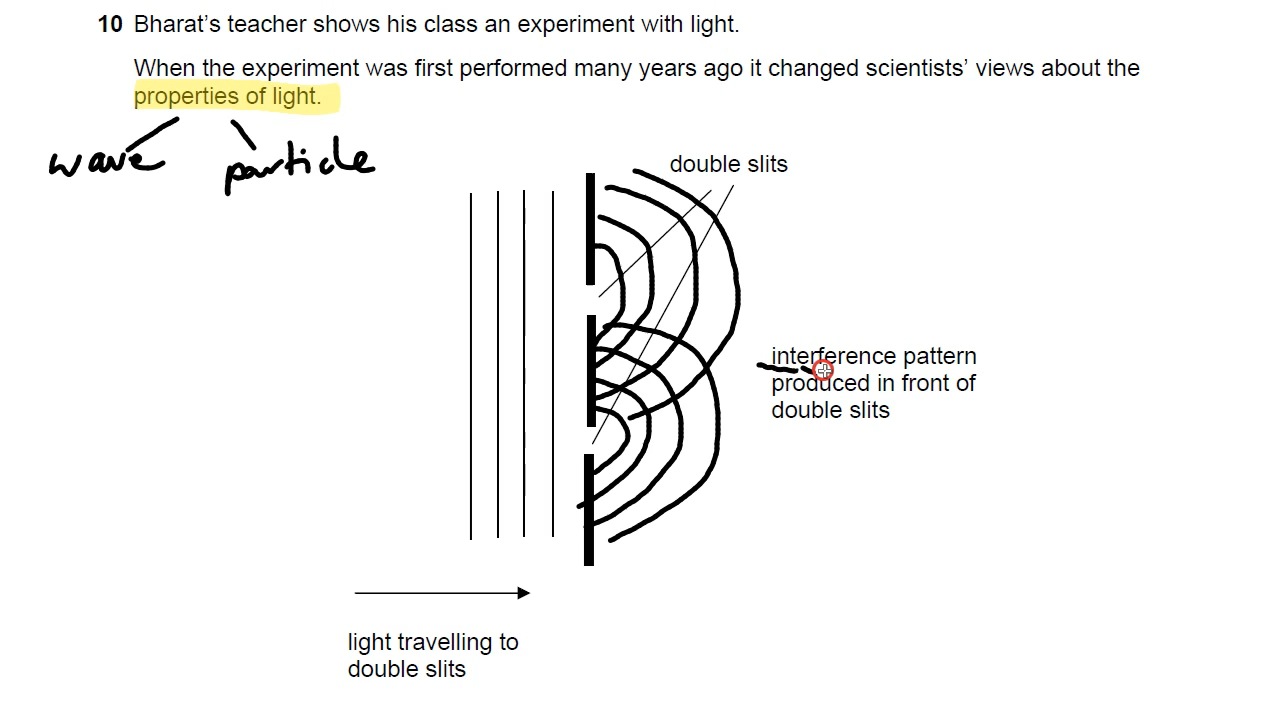 10 Bharat's teacher shows his class an experiment with light.
When the experiment was first performed many years ago it changed scientists' views about the
properties of light.
wave particle
double slits
interference pattern
produced in front of
double slits
light travelling to
double slits